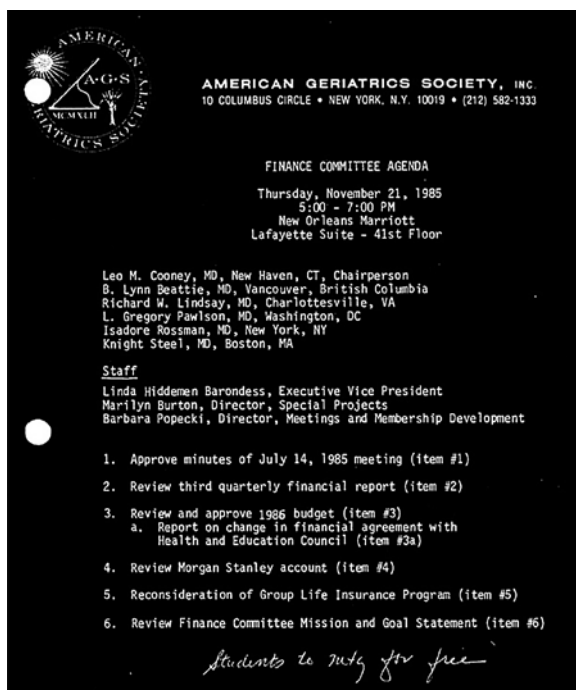 AMERICAN GERIATRICS SOCIETY
A·G·S
MCMXLII
AMERICAN GERIATRICS SOCIETY, INC.
10 COLUMBUS CIRCLE • NEW YORK, N.Y. 10019 • (212) 582-1333
FINANCE COMMITTEE AGENDA
Thursday, November 21, 1985
5:00 - 7:00 PM
New Orleans Marriott
Lafayette Suite - 41st Floor
Leo M. Cooney, MD, New Haven, CT, Chairperson
B. Lynn Beattie, MD, Vancouver, British Columbia
Richard W. Lindsay, MD, Charlottesville, VA
L. Gregory Pawlson, MD, Washington, DC
Isadore Rossman, MD, New York, NY
Knight Steel, MD, Boston, MA
Staff
Linda Hiddemen Barondess, Executive Vice President
Marilyn Burton, Director, Special Projects
Barbara Popecki, Director, Meetings and Membership Development
1. Approve minutes of July 14, 1985 meeting (item #1)
2. Review third quarterly financial report (item #2)
3. Review and approve 1986 budget (item #3)
a. Report on change in financial agreement with
Health and Education Council (item #3a)
4. Review Morgan Stanley account (item #4)
5. Reconsideration of Group Life Insurance Program (item #5)
6. Review Finance Committee Mission and Goal Statement (item #6)
Students to mtg for free